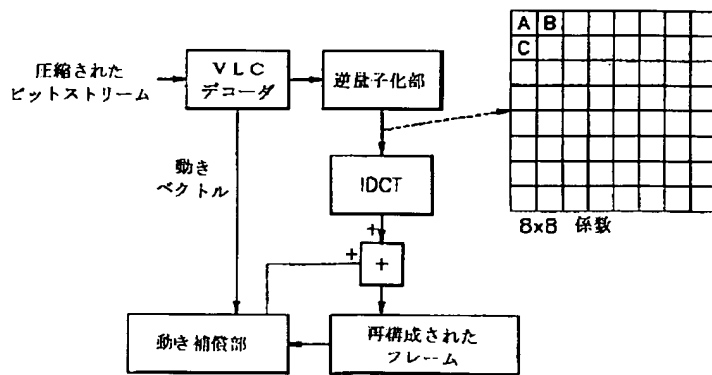 圧縮された
ビットストリーム
VLC
デコーダ
逆量子化部
A B
C
動き
ベクトル
IDCT
8x8 係数
+
+
+
動き補償部
再構成された
フレーム